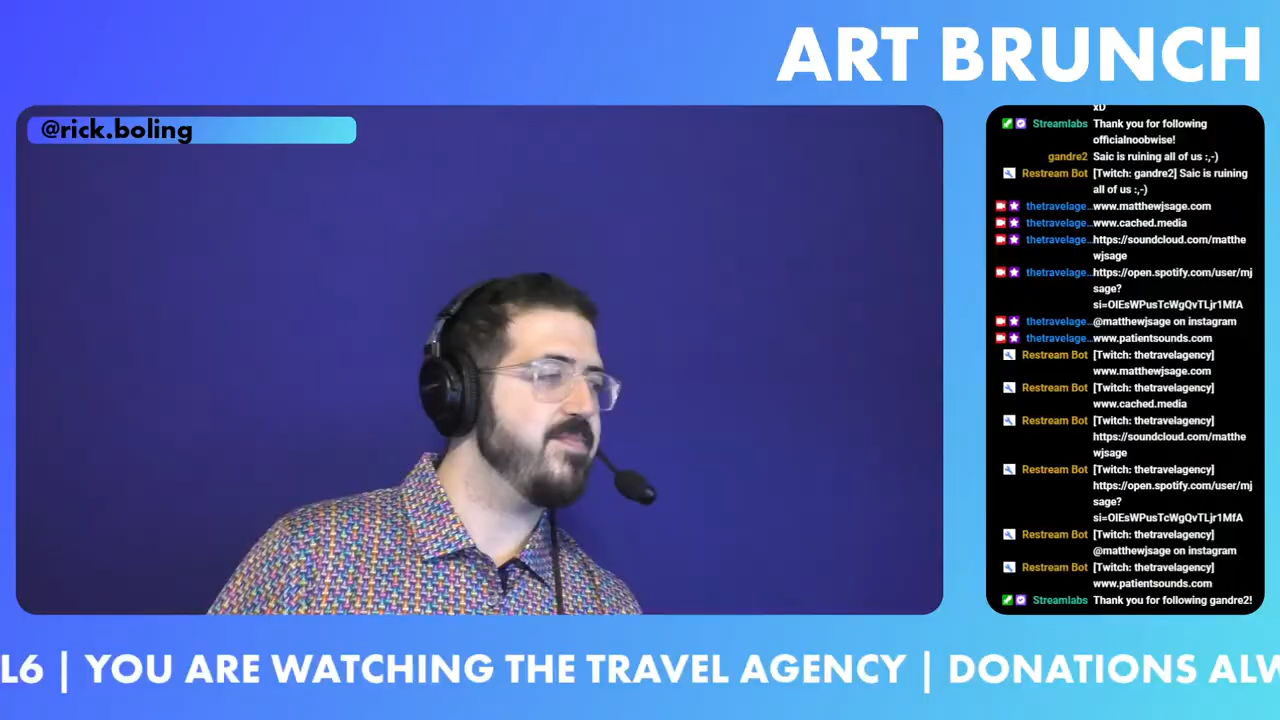 ART BRUNCH
@rick.boling
xD
Streamlabs Thank you for following
officialnoobwise!
gandre2 Saic is ruining all of us :,-)
Restream Bot [Twitch: gandre2] Saic is ruining
all of us :,-)
thetravelage.. www.matthewjsage.com
thetravelage.. www.cached.media
thetravelage.. https://soundcloud.com/matthe
wjsage
thetravelage.. https://open.spotify.com/user/mj
sage?
si=OlEsWPusTcWgQvTLjr1MfA
thetravelage.. @matthewjsage on instagram
thetravelage.. www.patientsounds.com
Restream Bot [Twitch: thetravelagency]
www.matthewjsage.com
Restream Bot [Twitch: thetravelagency]
www.cached.media
Restream Bot [Twitch: thetravelagency]
https://soundcloud.com/matthe
wjsage
Restream Bot [Twitch: thetravelagency]
https://open.spotify.com/user/mj
sage?
si=OlEsWPusTcWgQvTLjr1MfA
Restream Bot [Twitch: thetravelagency]
@matthewjsage on instagram
Restream Bot [Twitch: thetravelagency]
www.patientsounds.com
Streamlabs Thank you for following gandre2!
L6 | YOU ARE WATCHING THE TRAVEL AGENCY | DONATIONS ALW